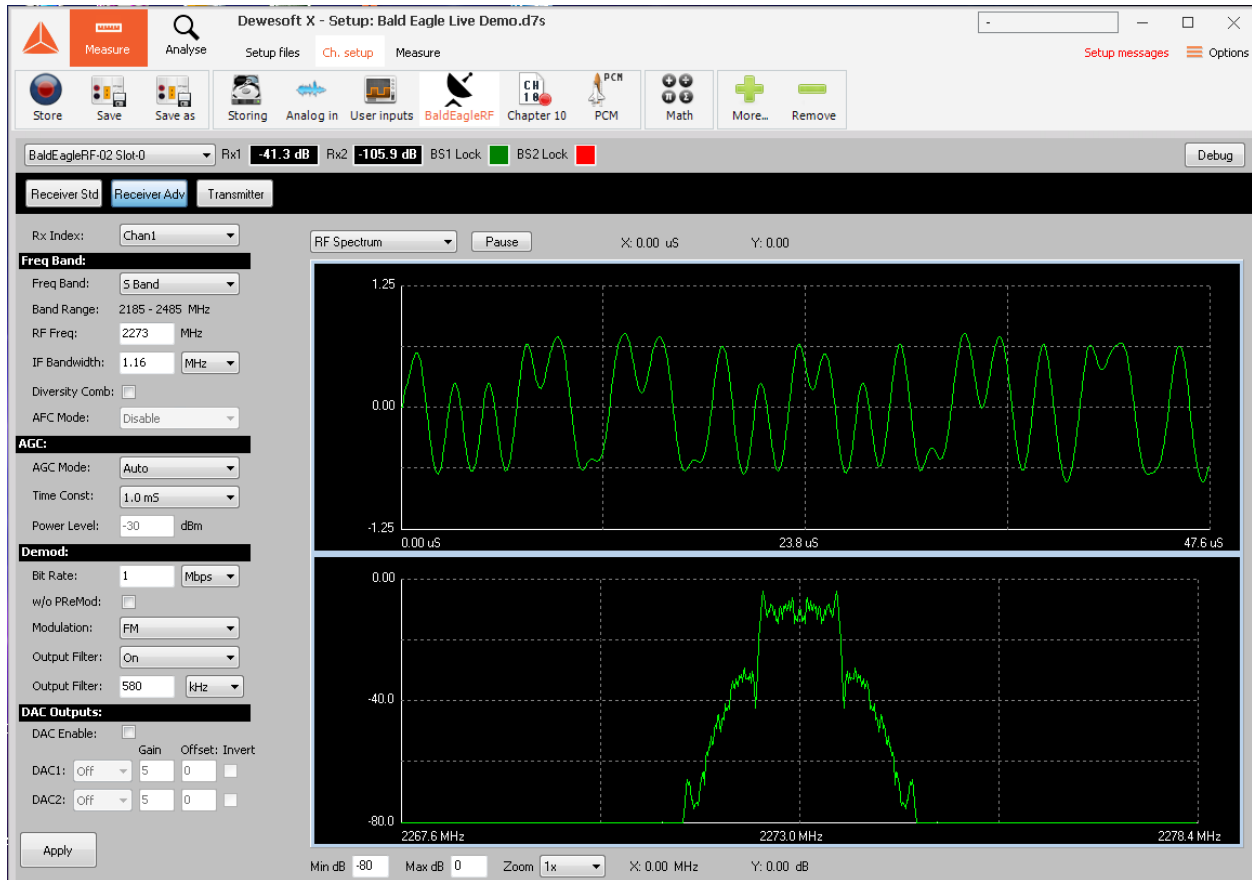 Dewesoft X - Setup: Bald Eagle Live Demo.d7s
-
Measure
Analyse
Setup files Ch. setup Measure
Setup messages Options
Store Save Save as Storing Analog in User inputs BaldEagleRF Chapter 10 PCM Math More... Remove
CH
10
PCM
BaldEagleRF-02 Slot-0 Rx1 -41.3 dB Rx2 -105.9 dB BS1 Lock BS2 Lock Debug
Receiver Std Receiver Adv Transmitter
Rx Index: Chan1
Freq Band:
Freq Band: S Band
Band Range: 2185 - 2485 MHz
RF Freq: 2273 MHz
IF Bandwidth: 1.16 MHz
Diversity Comb:
AFC Mode: Disable
AGC:
AGC Mode: Auto
Time Const: 1.0 mS
Power Level: -30 dBm
Demod:
Bit Rate: 1 Mbps
w/o PReMod:
Modulation: FM
Output Filter: On
Output Filter: 580 kHz
DAC Outputs:
DAC Enable:
Gain Offset: Invert
DAC1: Off 5 0
DAC2: Off 5 0
Apply
RF Spectrum Pause X: 0.00 uS Y: 0.00
1.25
0.00
-1.25
0.00 uS 23.8 uS 47.6 uS
0.00
-40.0
-80.0
2267.6 MHz 2273.0 MHz 2278.4 MHz
Min dB -80 Max dB 0 Zoom 1x X: 0.00 MHz Y: 0.00 dB